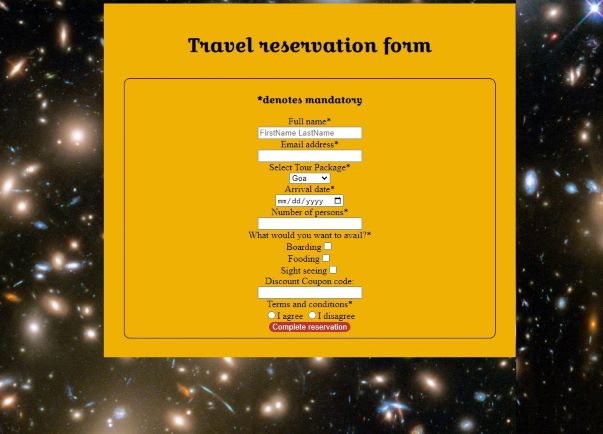 Travel reservation form
*denotes mandatory
Full name*
FirstName LastName
Email address*
Select Tour Package*
Goa
Arrival date*
mm/dd/yyyy
Number of persons*
What would you want to avail?*
Boarding
Fooding
Sight seeing
Discount Coupon code:
Terms and conditions*
I agree I disagree
Complete reservation